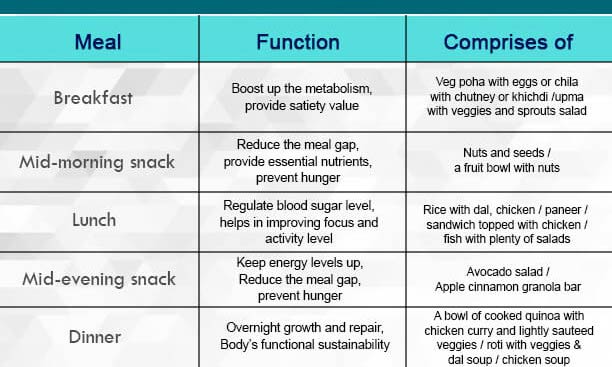 Meal Function Comprises of
Breakfast
Boost up the metabolism,
provide satiety value
Veg poha with eggs or chila
with chutney or khichdi /upma
with veggies and sprouts salad
Mid-morning snack
Reduce the meal gap,
provide essential nutrients,
prevent hunger
Nuts and seeds /
a fruit bowl with nuts
Lunch
Regulate blood sugar level,
helps in improving focus and
activity level
Rice with dal, chicken / paneer /
sandwich topped with chicken /
fish with plenty of salads
Mid-evening snack
Keep energy levels up,
Reduce the meal gap,
prevent hunger
Avocado salad /
Apple cinnamon granola bar
Dinner
Overnight growth and repair,
Body's functional sustainability
A bowl of cooked quinoa with
chicken curry and lightly sauteed
veggies / roti with veggies &
dal soup / chicken soup